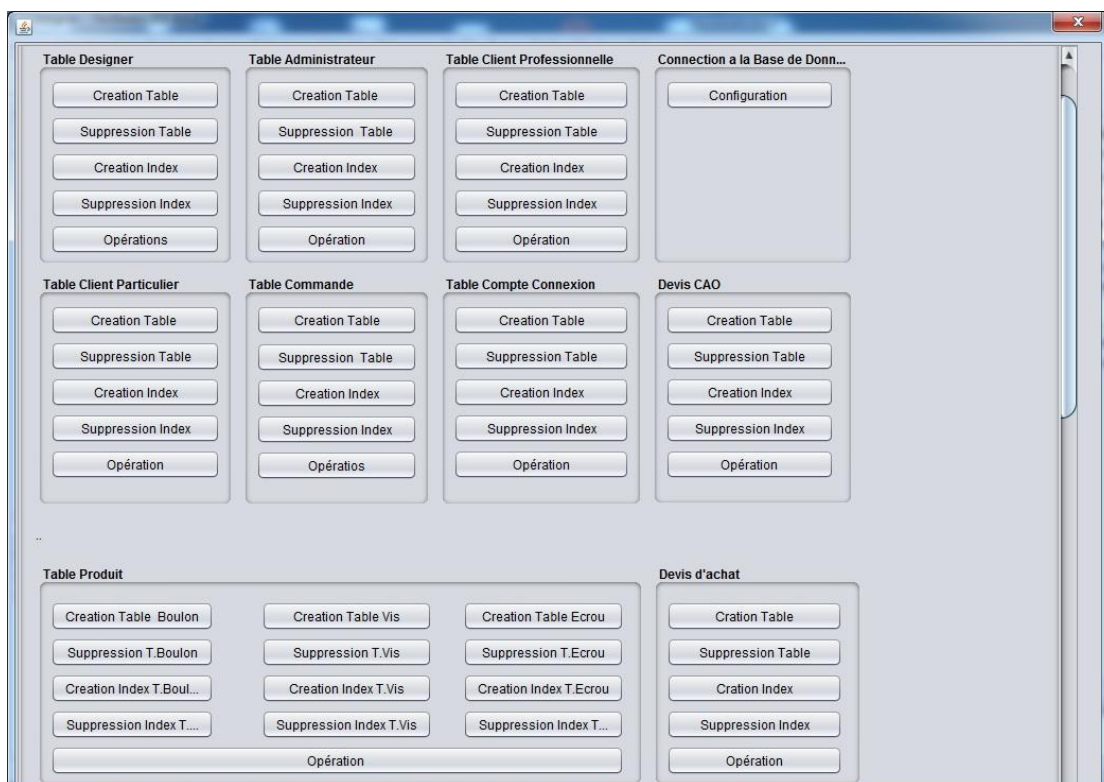 Table Designer
Creation Table
Suppression Table
Creation Index
Suppression Index
Opérations
Table Administrateur
Creation Table
Suppression  Table
Creation Index
Suppression Index
Opération
Table Client Professionnelle
Creation Table
Suppression Table
Creation Index
Suppression Index
Opération
Connection a la Base de Donn...
Configuration
Table Client Particulier
Creation Table
Suppression Table
Creation Index
Suppression Index
Opération
Table Commande
Creation Table
Suppression  Table
Creation Index
Suppression Index
Opératios
Table Compte Connexion
Creation Table
Suppression Table
Creation Index
Suppression Index
Opération
Devis CAO
Creation Table
Suppression Table
Creation Index
Suppression Index
Opération
..
Table Produit
Creation Table  Boulon
Creation Table Vis
Creation Table Ecrou
Suppression T.Boulon
Suppression T.Vis
Suppression T.Ecrou
Creation Index T.Boul...
Creation Index T.Vis
Creation Index T.Ecrou
Suppression Index T....
Suppression Index T.Vis
Suppression Index T...
Opération
Devis d'achat
Cration Table
Suppression Table
Cration Index
Suppression Index
Opération